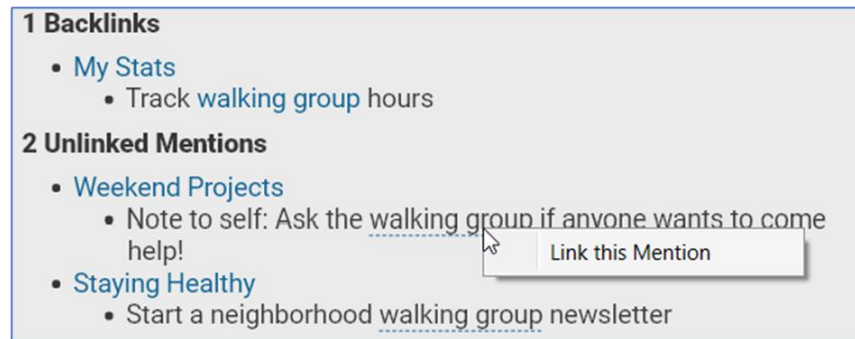 1 Backlinks
• My Stats
• Track walking group hours
2 Unlinked Mentions
• Weekend Projects
• Note to self: Ask the walking group if anyone wants to come
help!
Link this Mention
• Staying Healthy
• Start a neighborhood walking group newsletter